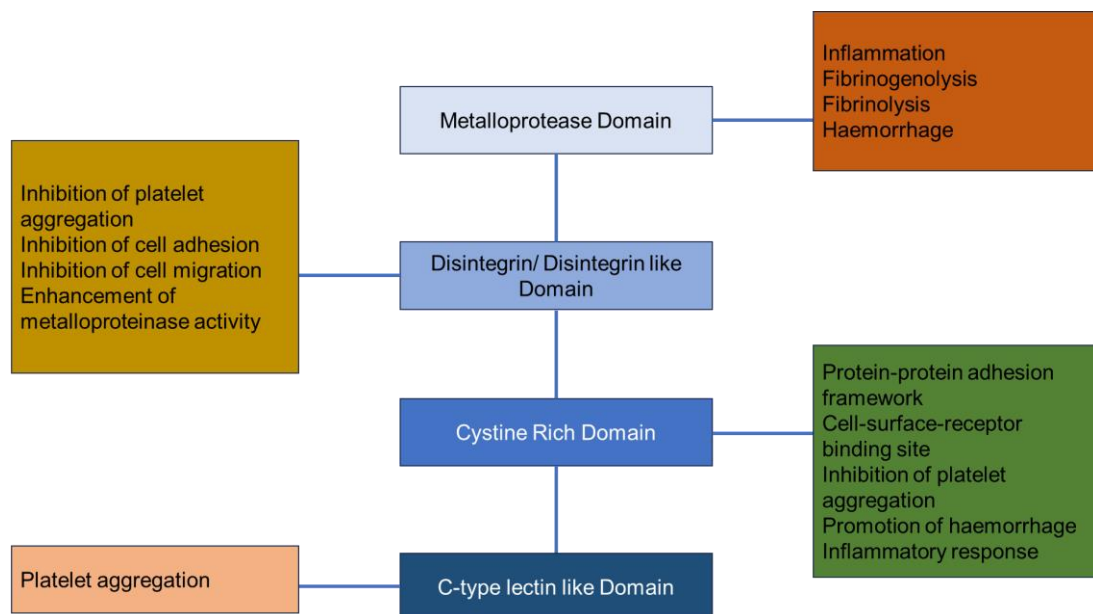 Metalloprotease Domain
Inflammation
Fibrinogenolysis
Fibrinolysis
Haemorrhage
Inhibition of platelet
aggregation
Inhibition of cell adhesion
Inhibition of cell migration
Enhancement of
metalloproteinase activity
Disintegrin/ Disintegrin like
Domain
Cystine Rich Domain
Protein-protein adhesion
framework
Cell-surface-receptor
binding site
Inhibition of platelet
aggregation
Promotion of haemorrhage
Inflammatory response
Platelet aggregation
C-type lectin like Domain